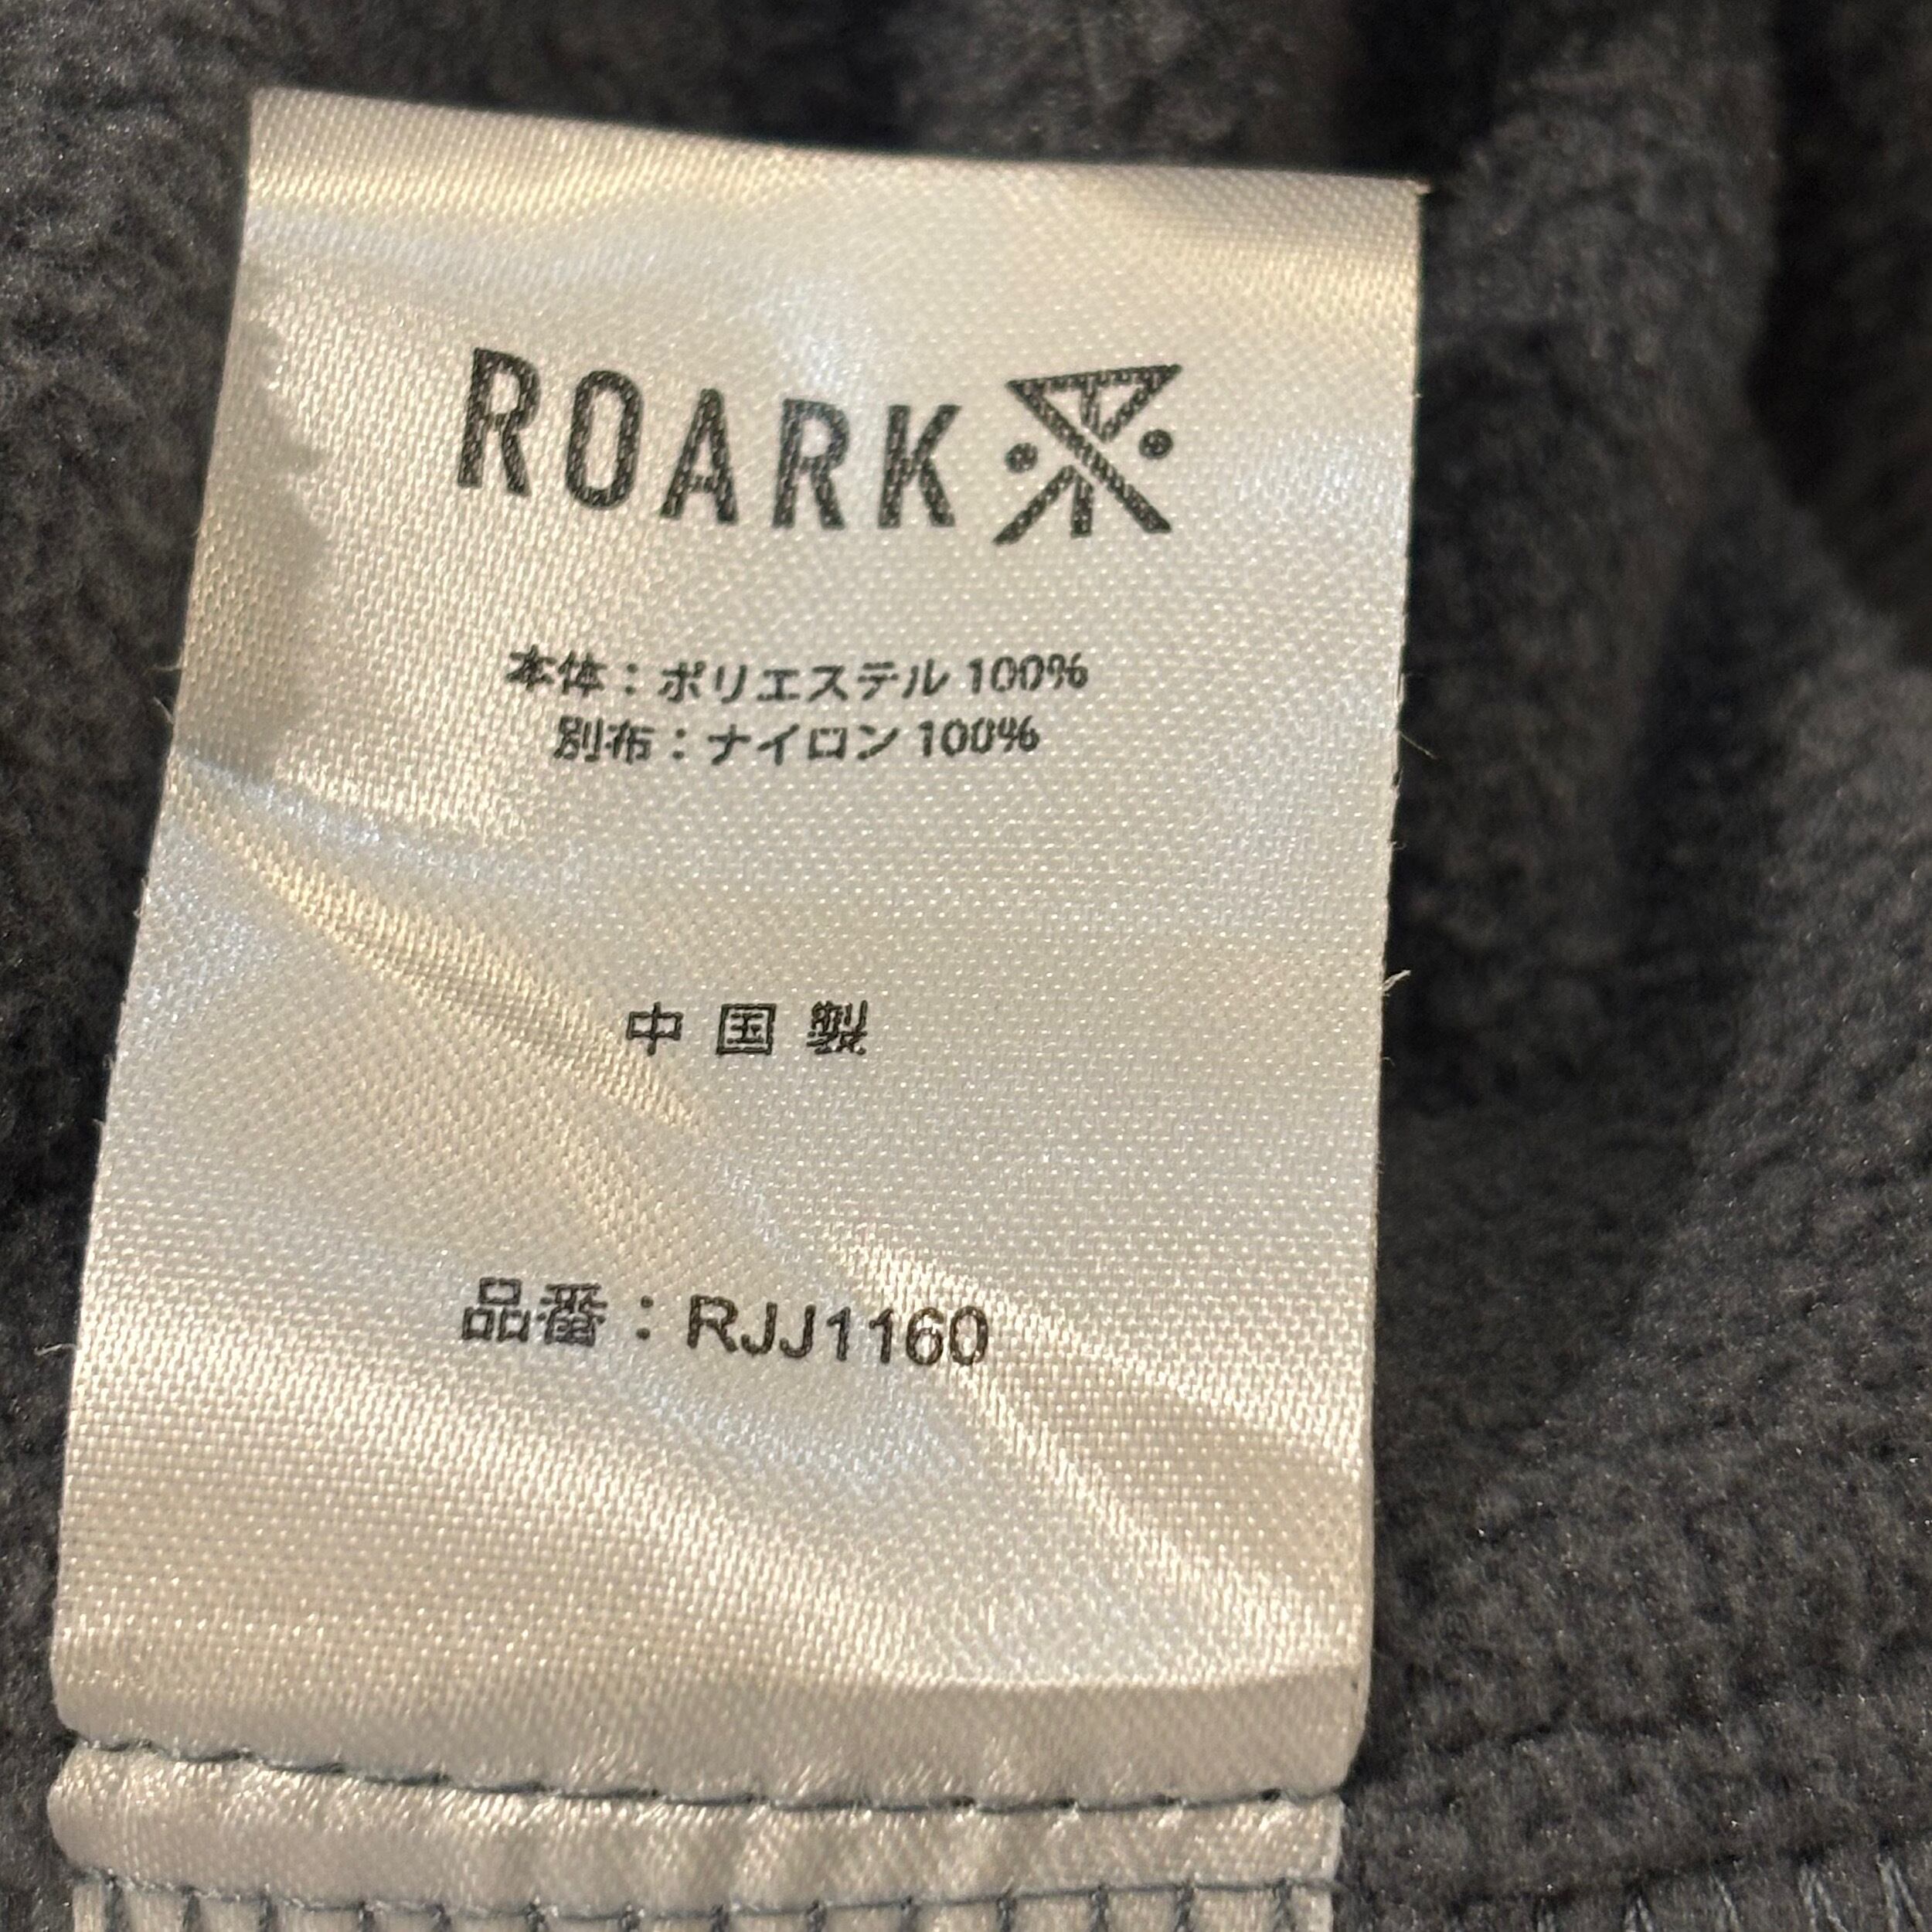 ROARK
本体：ポリエステル 100%
別布：ナイロン 100%
中国製
品番：RJJ1160